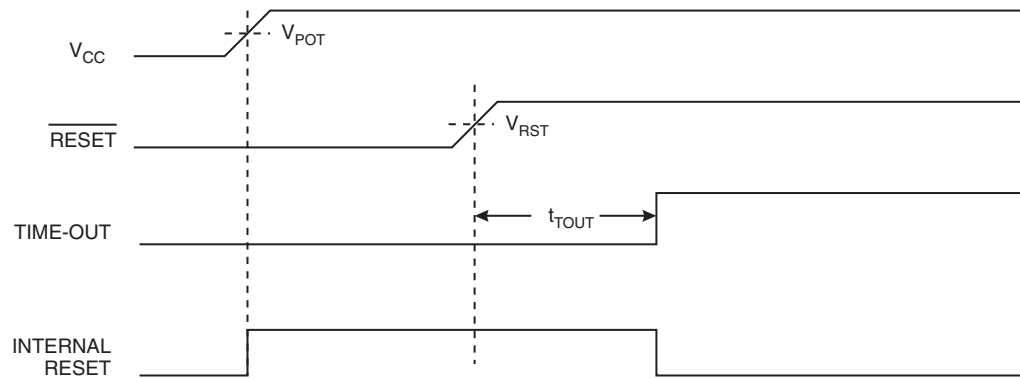 V_CC
V_POT
RESET
V_RST
t_TOUT
TIME-OUT
INTERNAL
RESET